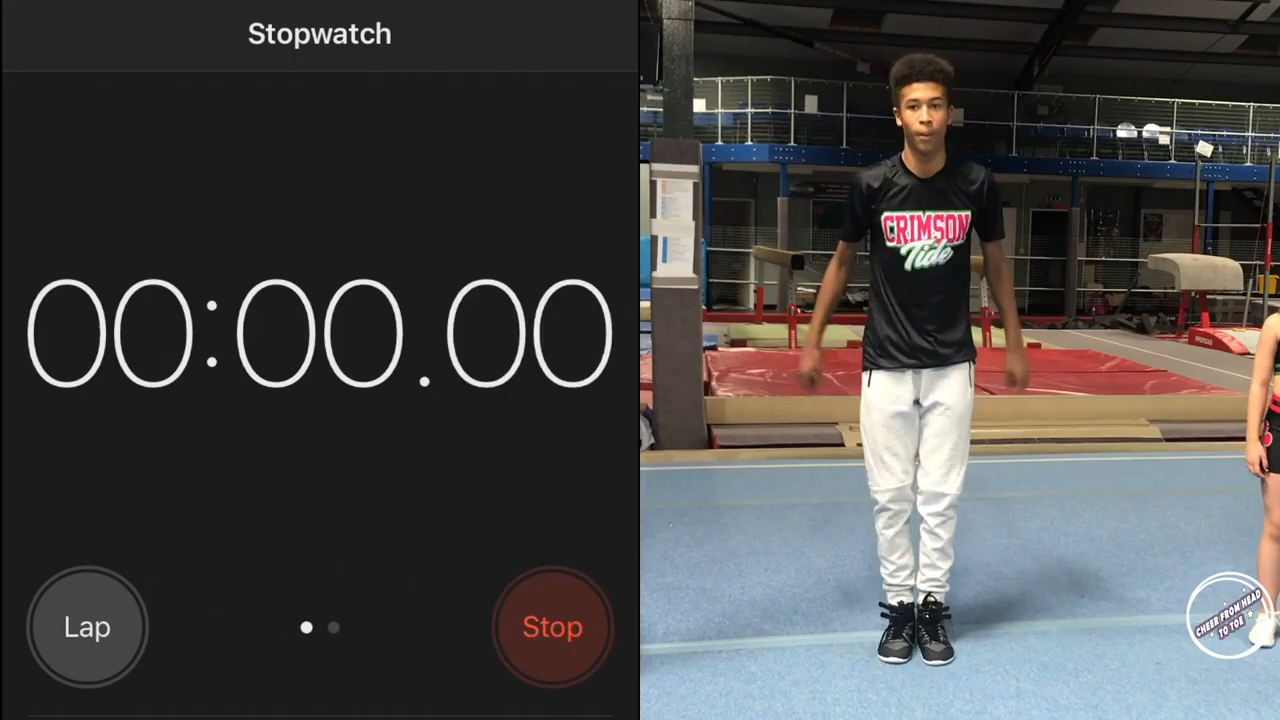 Stopwatch
00:00.00
Lap
Stop
CRIMSON
Tide
CHEER FROM HEAD
TO TOE